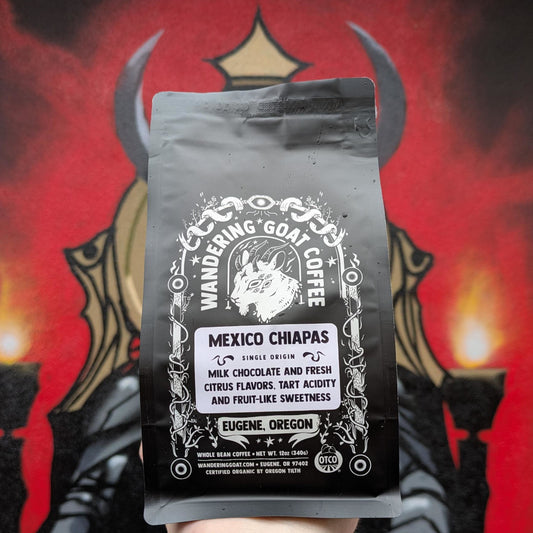 WANDERING GOAT COFFEE
MEXICO CHIAPAS
SINGLE ORIGIN
MILK CHOCOLATE AND FRESH
CITRUS FLAVORS, TART ACIDITY
AND FRUIT-LIKE SWEETNESS
EUGENE, OREGON
WHOLE BEAN COFFEE • NET WT. 12oz (340g)
WANDERINGGOAT.COM • EUGENE, OR 97402
CERTIFIED ORGANIC BY OREGON TILTH
OTCO